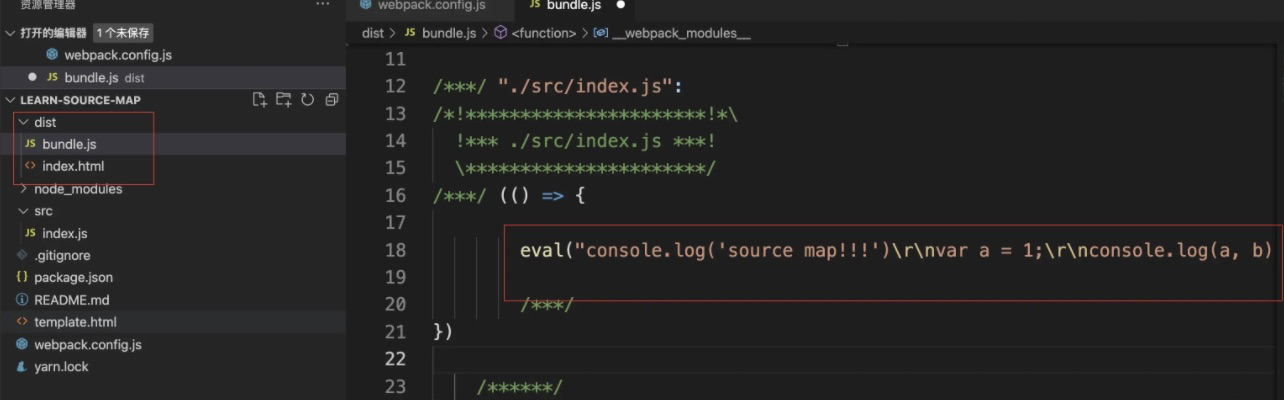 资源管理器
打开的编辑器 1个未保存
webpack.config.js
JS bundle.js dist
LEARN-SOURCE-MAP
dist
JS bundle.js
<> index.html
node_modules
src
JS index.js
.gitignore
{} package.json
README.md
<> template.html
webpack.config.js
yarn.lock
webpack.config.js
JS bundle.js
dist > JS bundle.js > <function> > __webpack_modules__
11
12 /***/ "./src/index.js":
13 /*!**********************!*\
14 !*** ./src/index.js ***!
15 \**********************/
16 /***/ (() => {
17
18 eval("console.log('source map!!!')\r\nvar a = 1;\r\nconsole.log(a, b)
19
20 /***/
21 })
22
23 /******/